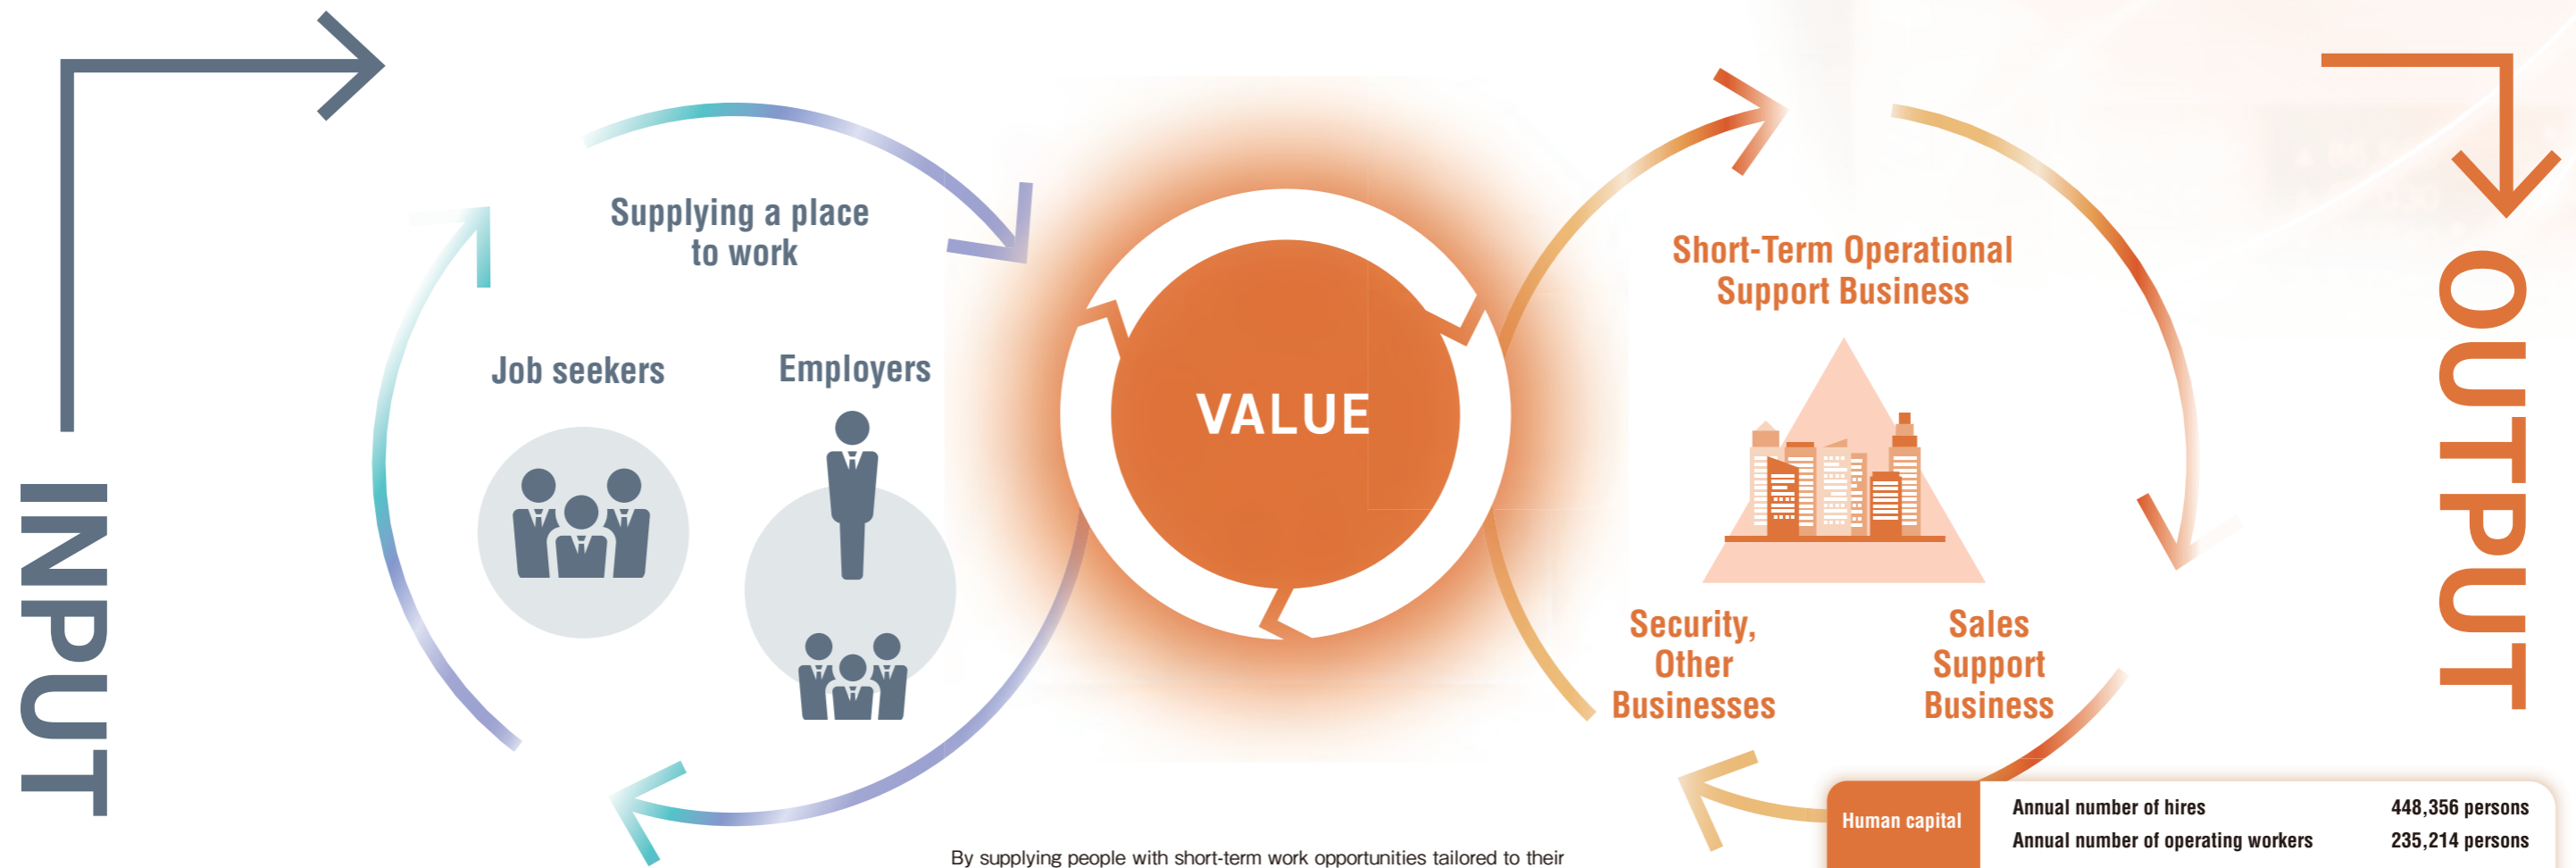 INPUT
Supplying a place
to work
Job seekers
Employers
VALUE
Short-Term Operational
Support Business
Security,
Other
Businesses
Sales
Support
Business
OUTPUT
Human capital
Annual number of hires 448,356 persons
Annual number of operating workers 235,214 persons
By supplying people with short-term work opportunities tailored to their